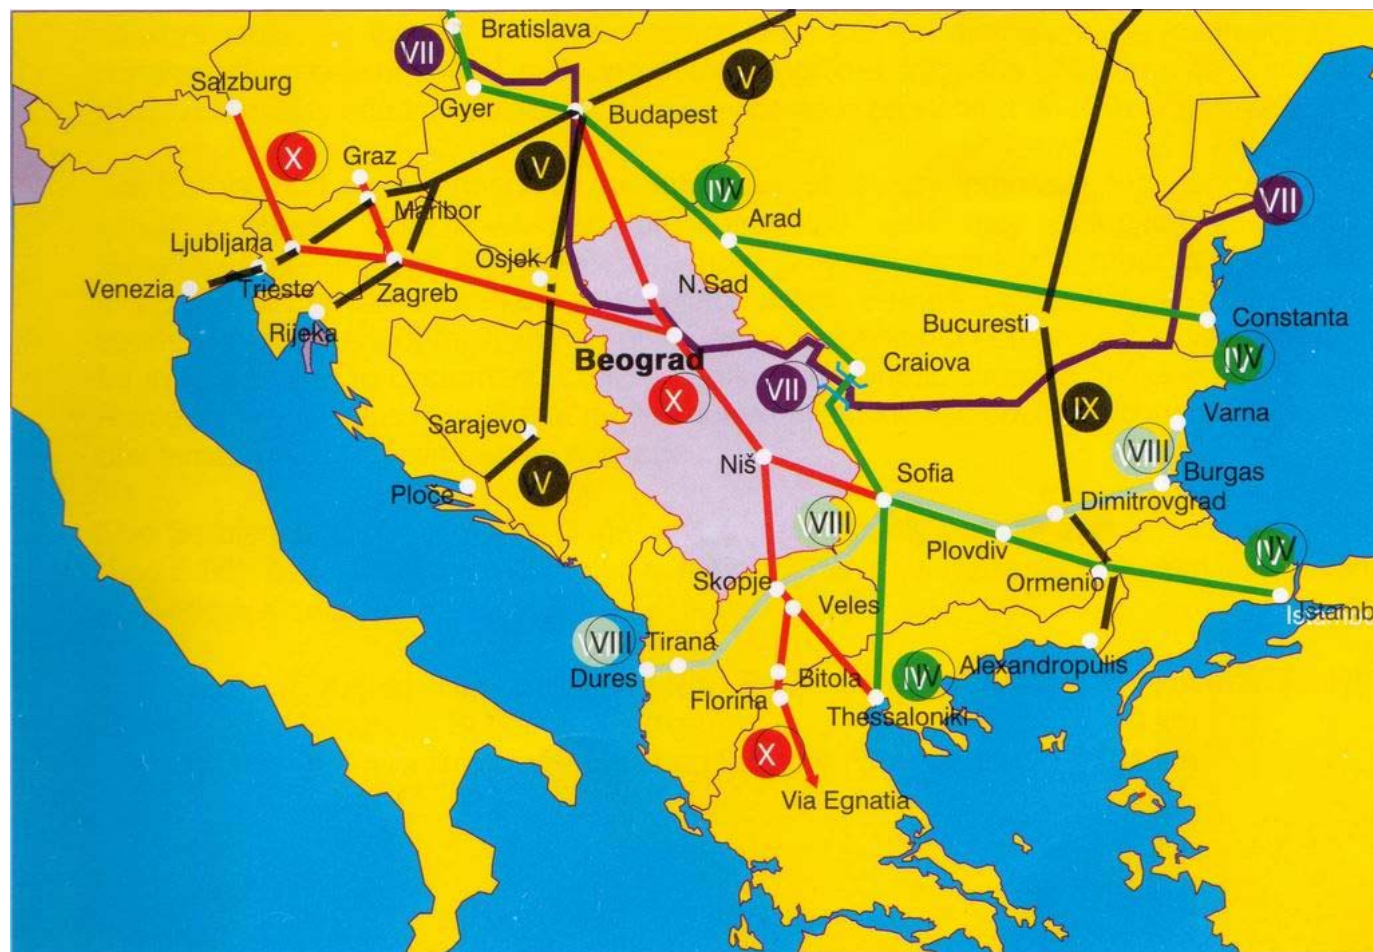 Bratislava
VII
V
Salzburg
Gyer
Budapest
X
Graz
V
IV
VII
Maribor
Arad
Ljubljana
Osjek
Venezia
Trieste
Zagreb
N.Sad
Rijeka
Bucuresti
Constanta
Beograd
Craiova
IV
VII
X
IX
Varna
Sarajevo
VIII
Niš
Sofia
Burgas
Ploče
V
Dimitrovgrad
VIII
Plovdiv
IV
Skopje
Ormenio
Veles
Istamb
VIII
Tirana
Dures
Bitola
IV
Alexandropulis
Florina
Thessaloniki
X
Via Egnatia